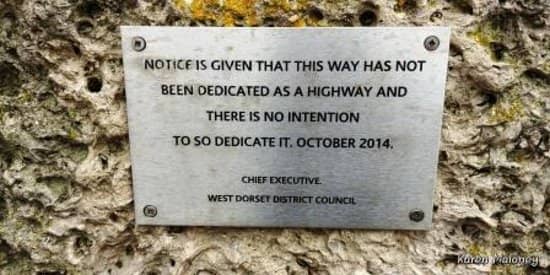 NOTICE IS GIVEN THAT THIS WAY HAS NOT
BEEN DEDICATED AS A HIGHWAY AND
THERE IS NO INTENTION
TO SO DEDICATE IT. OCTOBER 2014.
CHIEF EXECUTIVE.
WEST DORSET DISTRICT COUNCIL
Karen Maloney